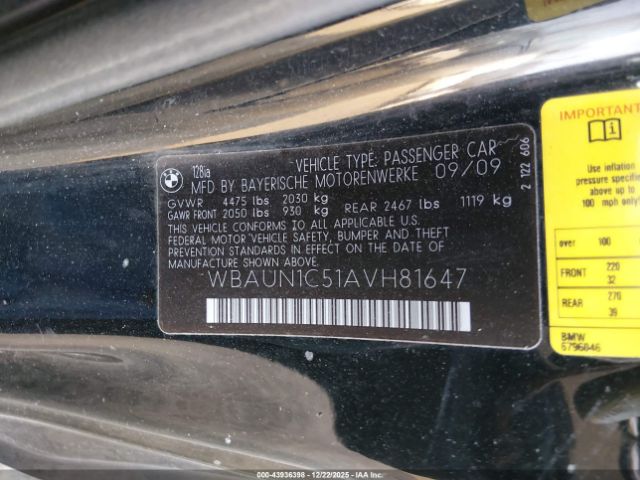 BMW
128ia
VEHICLE TYPE: PASSENGER CAR
MFD BY BAYERISCHE MOTORENWERKE 09/09
GVWR 4475 lbs 2030 kg
GAWR FRONT 2050 lbs 930 kg REAR 2467 lbs 1119 kg
THIS VEHICLE CONFORMS TO ALL APPLICABLE U.S.
FEDERAL MOTOR VEHICLE SAFETY, BUMPER AND THEFT
PREVENTION STANDARDS IN EFFECT ON THE DATE OF
MANUFACTURE SHOWN ABOVE.
WBAUN1C51AVH81647
2 122 606
IMPORTANT
Use inflation
pressure specified
above up to
100 mph only!
over 100
FRONT 220
32
REAR 270
39
BMW
6796646
00-43936398 - 12/22/2025 - © IAA Holdings, LLC